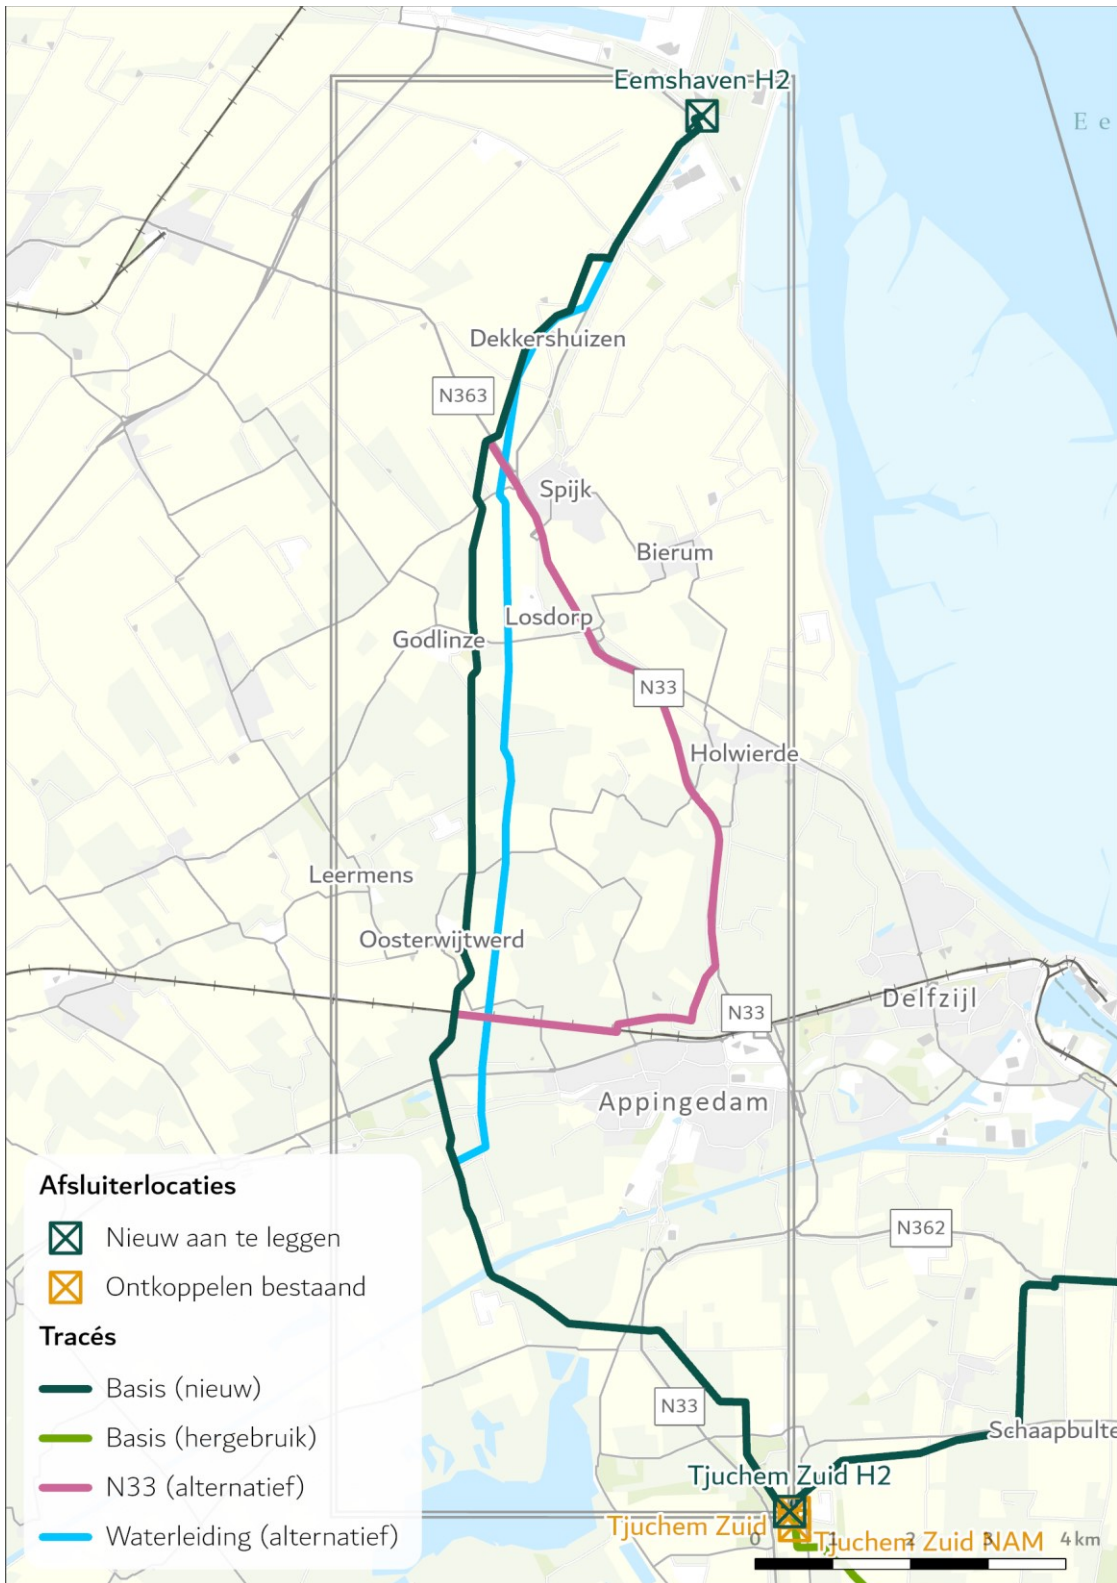 Eemshaven H2
Ee
Dekkershuizen
N363
Spijk
Bierum
Losdorp
Godlinze
N33
Holwierde
Leermens
Oosterwijtwerd
Delfzijl
N33
Appingedam
Afsluiterlocaties
Nieuw aan te leggen
Ontkoppelen bestaand
N362
Tracés
Basis (nieuw)
N33
Schaapbulte
Basis (hergebruik)
Tjuchem Zuid H2
N33 (alternatief)
Tjuchem Zuid
Tjuchem Zuid NAM
Waterleiding (alternatief)
0 1 2 3 4 km